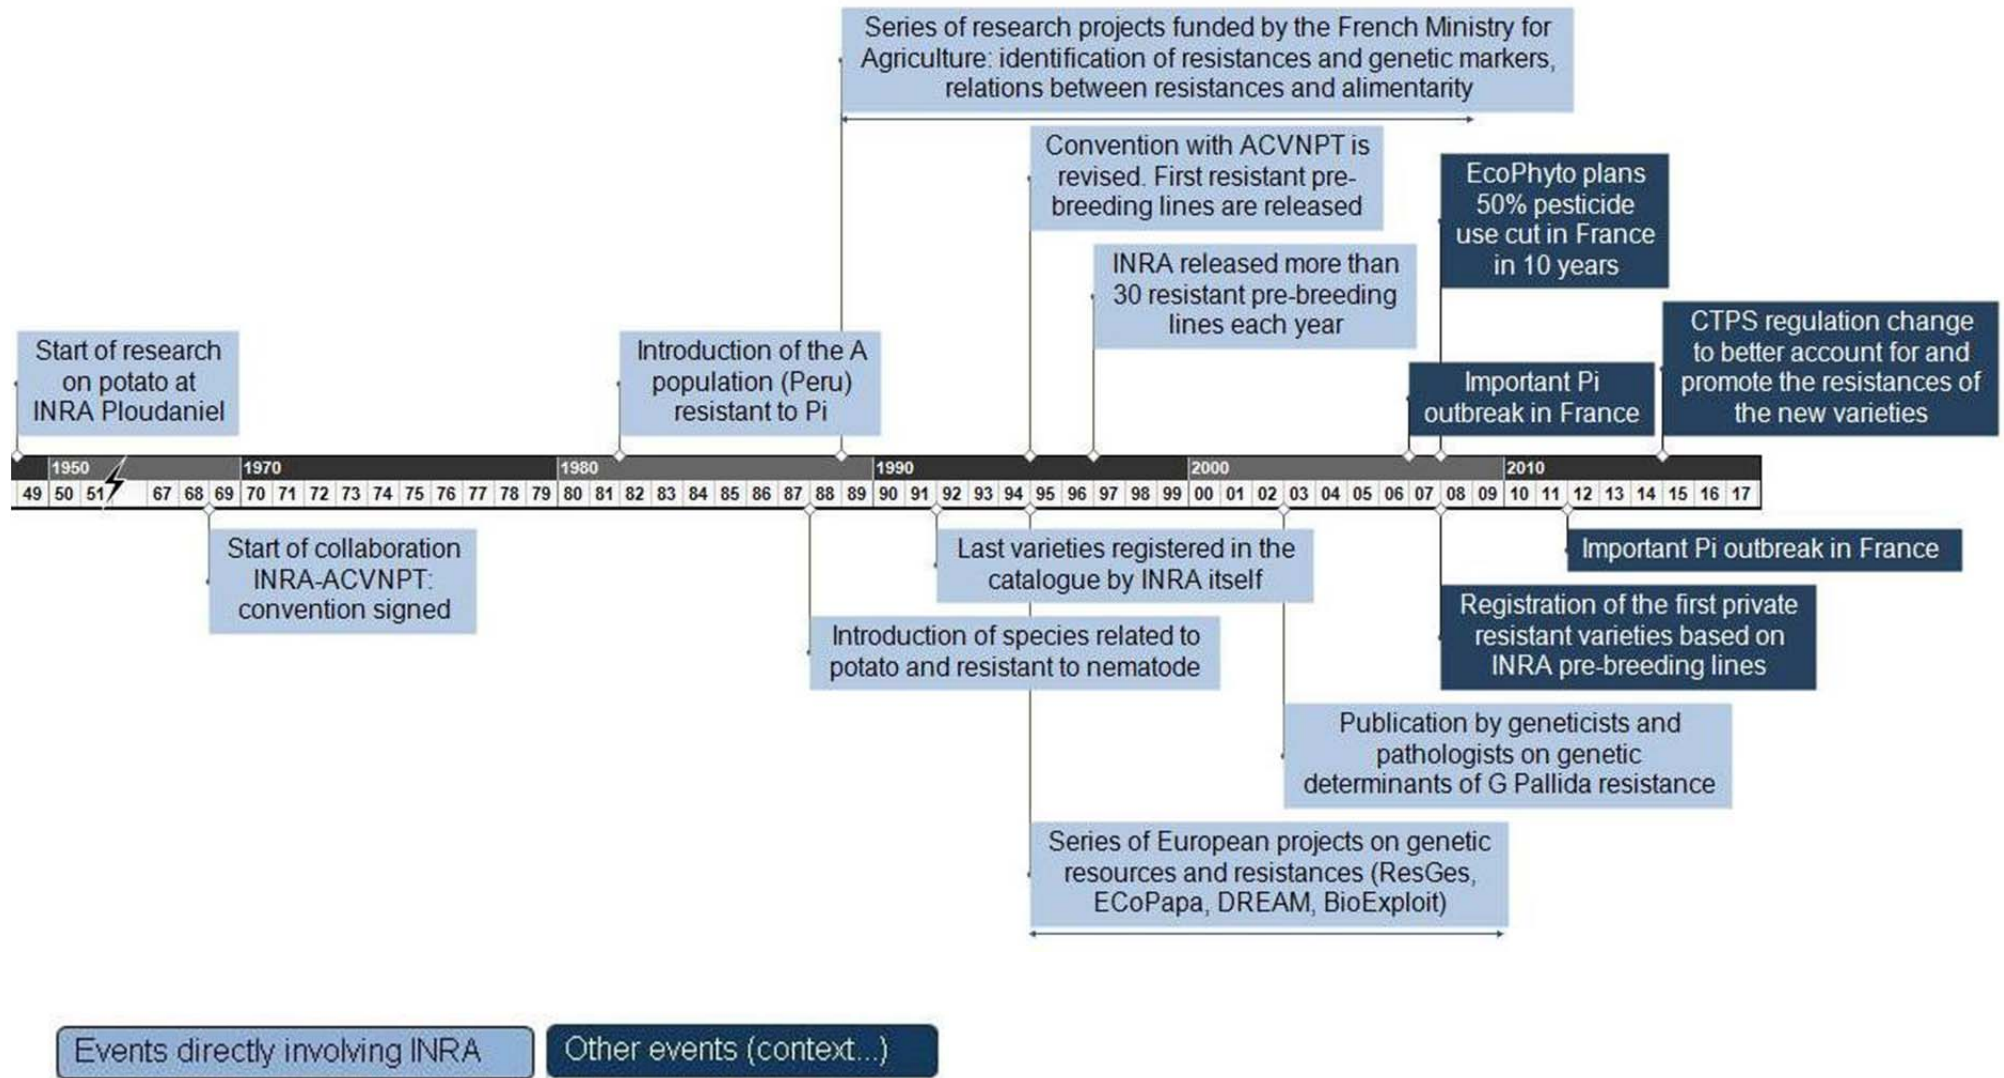 Series of research projects funded by the French Ministry for
Agriculture: identification of resistances and genetic markers,
relations between resistances and alimentarity
Convention with ACVNPT is
revised. First resistant pre-
breeding lines are released
EcoPhyto plans
50% pesticide
use cut in France
in 10 years
INRA released more than
30 resistant pre-breeding
lines each year
CTPS regulation change
to better account for and
promote the resistances of
the new varieties
Start of research
on potato at
INRA Ploudaniel
Introduction of the A
population (Peru)
resistant to Pi
Important Pi
outbreak in France
1950 1970 1980 1990 2000 2010
49 50 51 67 68 69 70 71 72 73 74 75 76 77 78 79 80 81 82 83 84 85 86 87 88 89 90 91 92 93 94 95 96 97 98 99 00 01 02 03 04 05 06 07 08 09 10 11 12 13 14 15 16 17
Start of collaboration
INRA-ACVNPT:
convention signed
Last varieties registered in the
catalogue by INRA itself
Important Pi outbreak in France
Introduction of species related to
potato and resistant to nematode
Registration of the first private
resistant varieties based on
INRA pre-breeding lines
Publication by geneticists and
pathologists on genetic
determinants of G Pallida resistance
Series of European projects on genetic
resources and resistances (ResGes,
ECoPapa, DREAM, BioExploit)
Events directly involving INRA
Other events (context...)